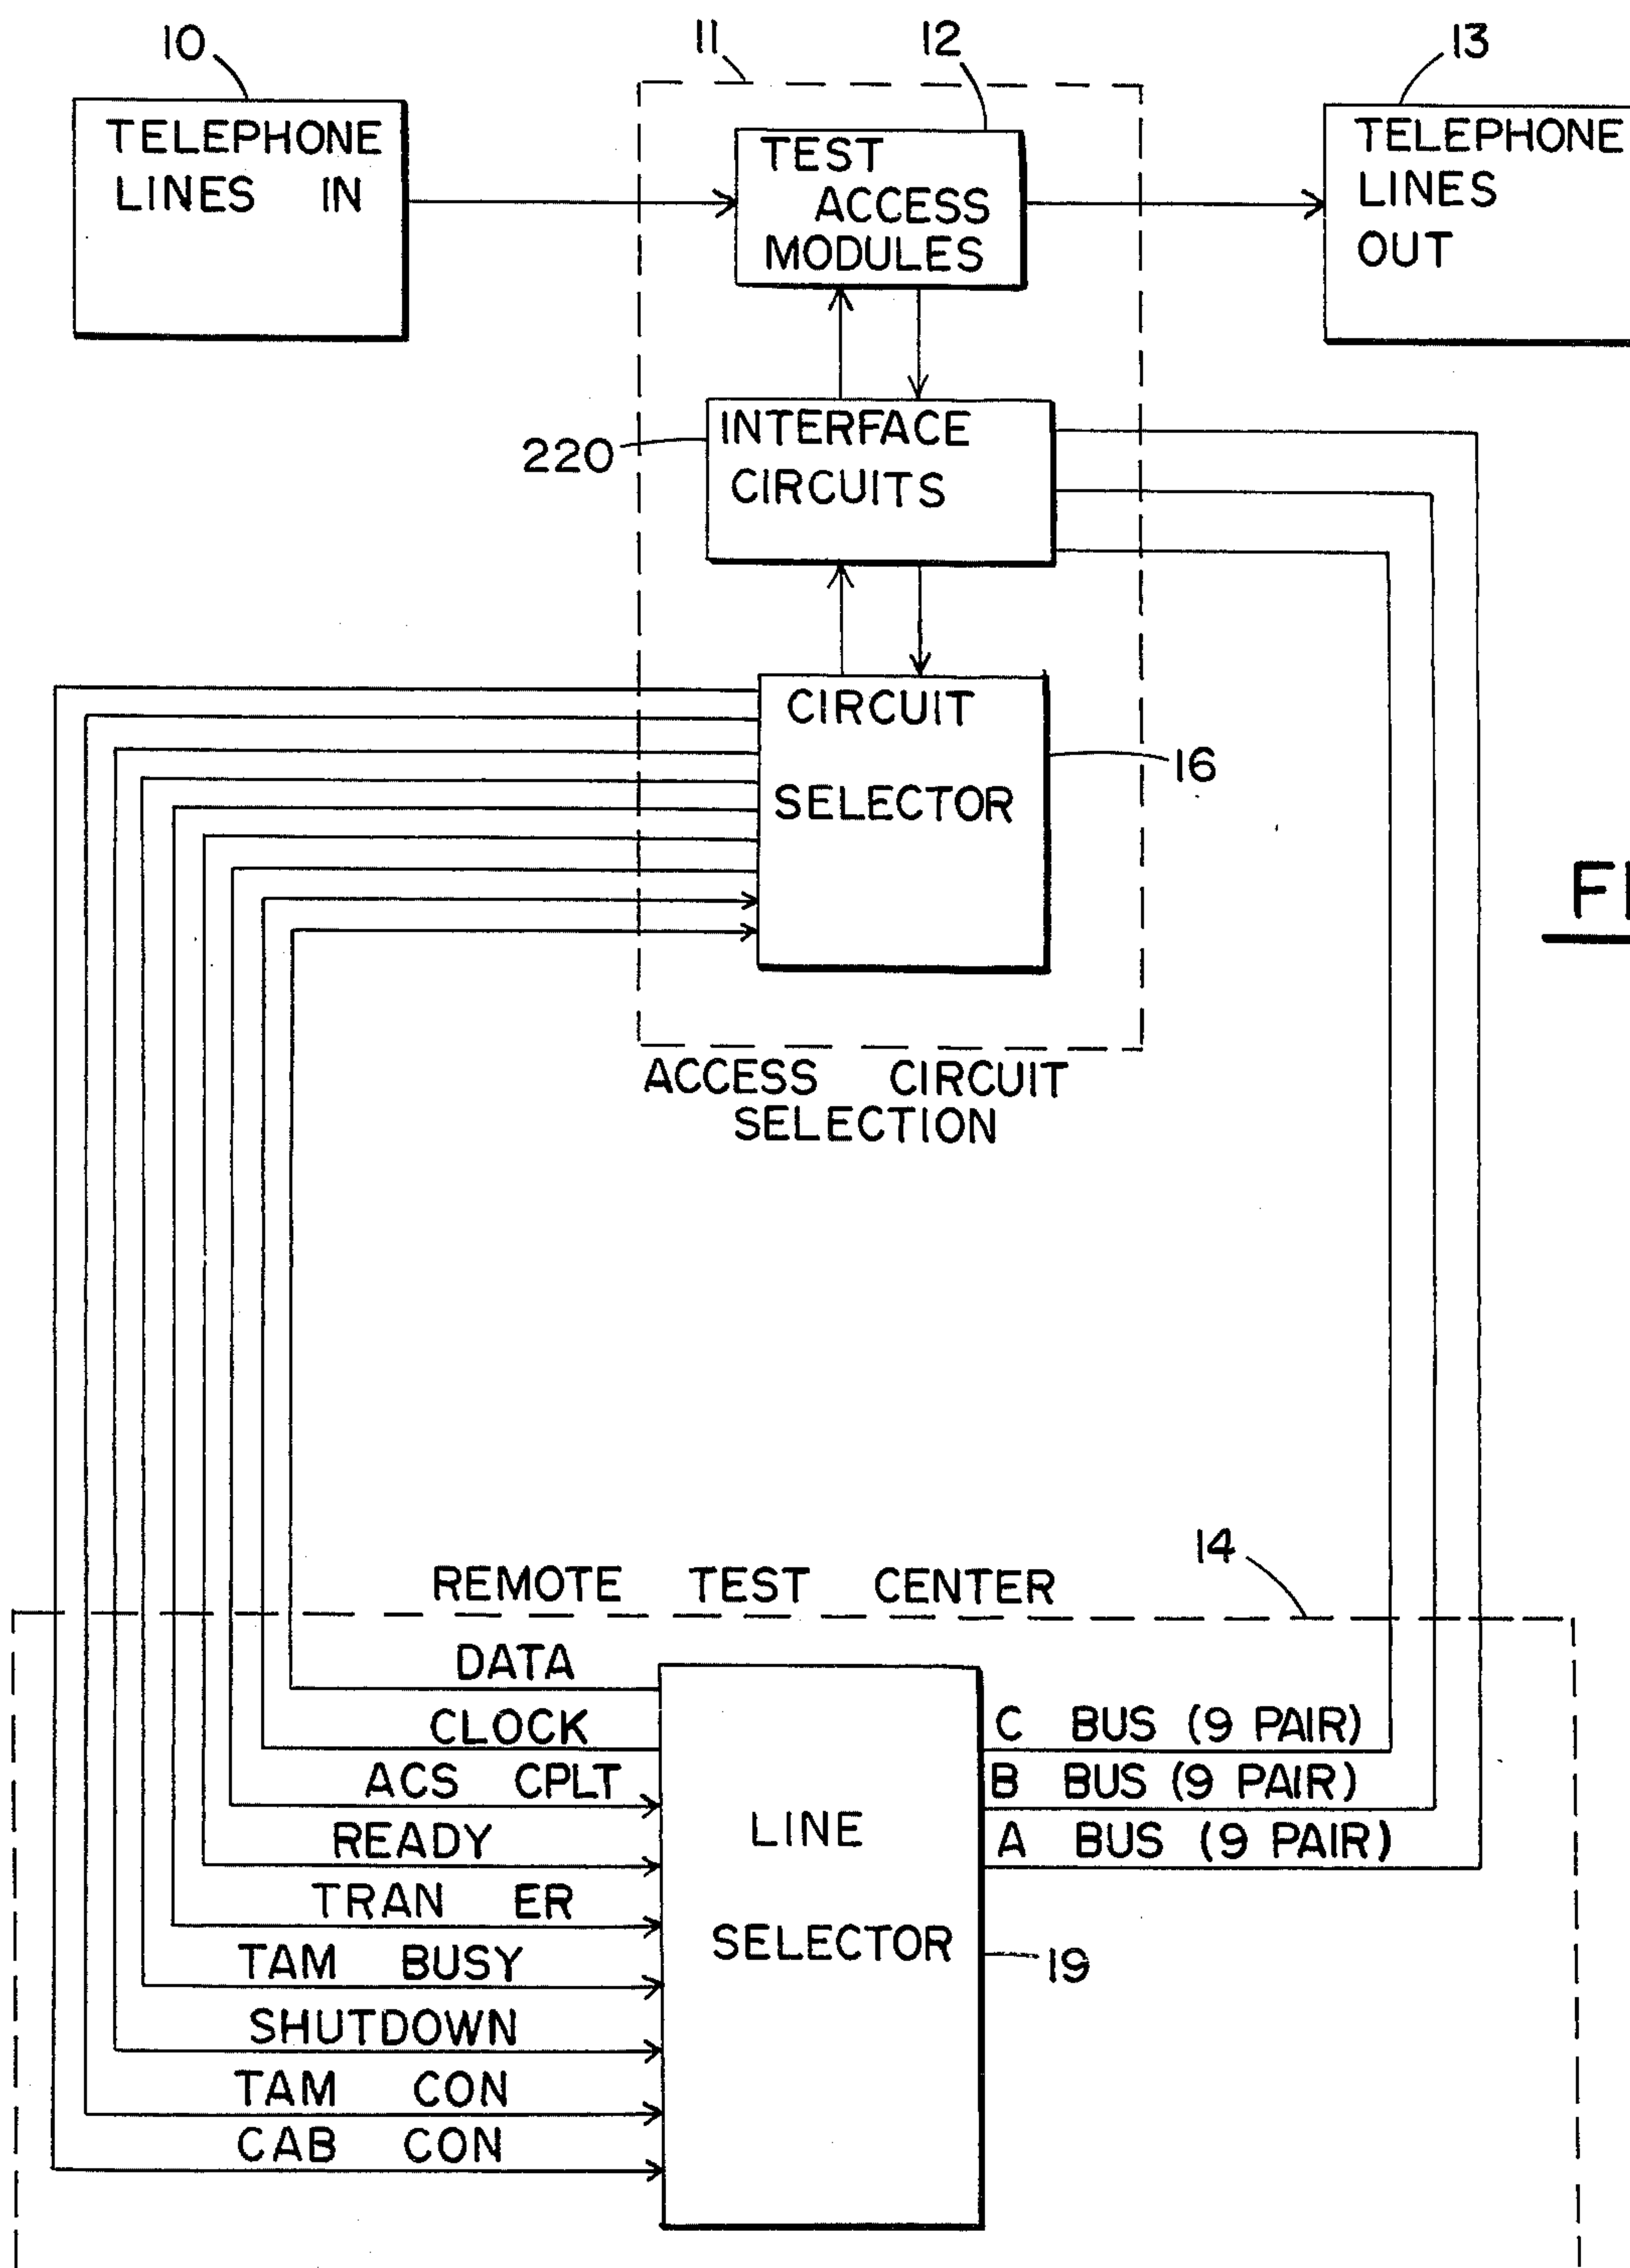 10
11
12
13
TELEPHONE
LINES IN
TEST
ACCESS
MODULES
TELEPHONE
LINES
OUT
220
INTERFACE
CIRCUITS
CIRCUIT
SELECTOR
16
ACCESS CIRCUIT
SELECTION
14
REMOTE TEST CENTER
DATA
CLOCK
ACS CPLT
READY
TRAN ER
TAM BUSY
SHUTDOWN
TAM CON
CAB CON
LINE
SELECTOR
19
C BUS (9 PAIR)
B BUS (9 PAIR)
A BUS (9 PAIR)